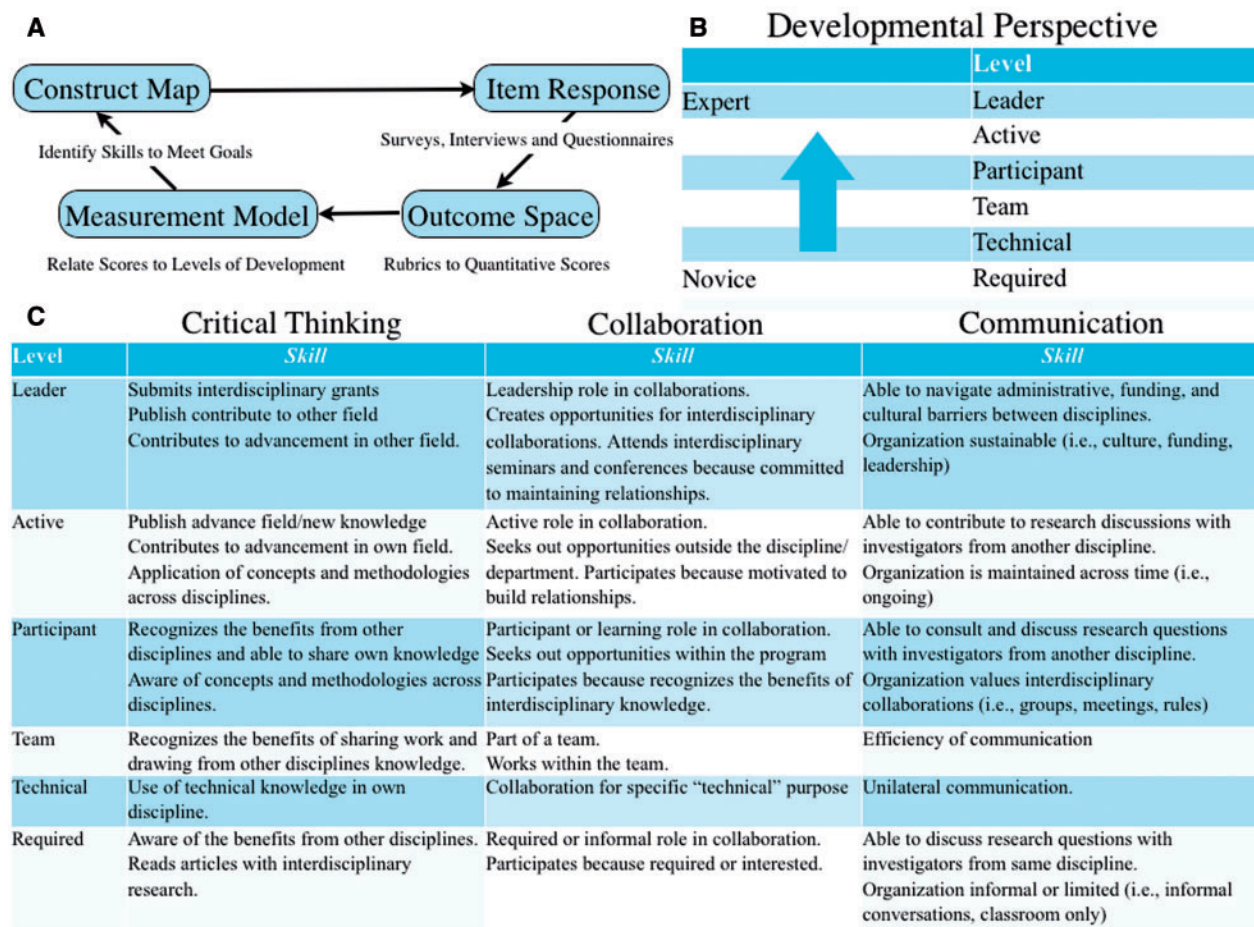 A
Construct Map
Item Response
Identify Skills to Meet Goals
Surveys, Interviews and Questionnaires
Measurement Model
Outcome Space
Relate Scores to Levels of Development
Rubrics to Quantitative Scores
B
Developmental Perspective
Level
Expert
Leader
Active
Participant
Team
Technical
Novice
Required
C
Critical Thinking
Collaboration
Communication
Level
Skill
Skill
Skill
Leader
Submits interdisciplinary grants
Publish contribute to other field
Contributes to advancement in other field.
Leadership role in collaborations.
Creates opportunities for interdisciplinary
collaborations. Attends interdisciplinary
seminars and conferences because committed
to maintaining relationships.
Able to navigate administrative, funding, and
cultural barriers between disciplines.
Organization sustainable (i.e., culture, funding,
leadership)
Active
Publish advance field/new knowledge
Contributes to advancement in own field.
Application of concepts and methodologies
across disciplines.
Active role in collaboration.
Seeks out opportunities outside the discipline/
department. Participates because motivated to
build relationships.
Able to contribute to research discussions with
investigators from another discipline.
Organization is maintained across time (i.e.,
ongoing)
Participant
Recognizes the benefits from other
disciplines and able to share own knowledge
Aware of concepts and methodologies across
disciplines.
Participant or learning role in collaboration.
Seeks out opportunities within the program
Participates because recognizes the benefits of
interdisciplinary knowledge.
Able to consult and discuss research questions
with investigators from another discipline.
Organization values interdisciplinary
collaborations (i.e., groups, meetings, rules)
Team
Recognizes the benefits of sharing work and
drawing from other disciplines knowledge.
Part of a team.
Works within the team.
Efficiency of communication
Technical
Use of technical knowledge in own
discipline.
Collaboration for specific “technical” purpose
Unilateral communication.
Required
Aware of the benefits from other disciplines.
Reads articles with interdisciplinary
research.
Required or informal role in collaboration.
Participates because required or interested.
Able to discuss research questions with
investigators from same discipline.
Organization informal or limited (i.e., informal
conversations, classroom only)